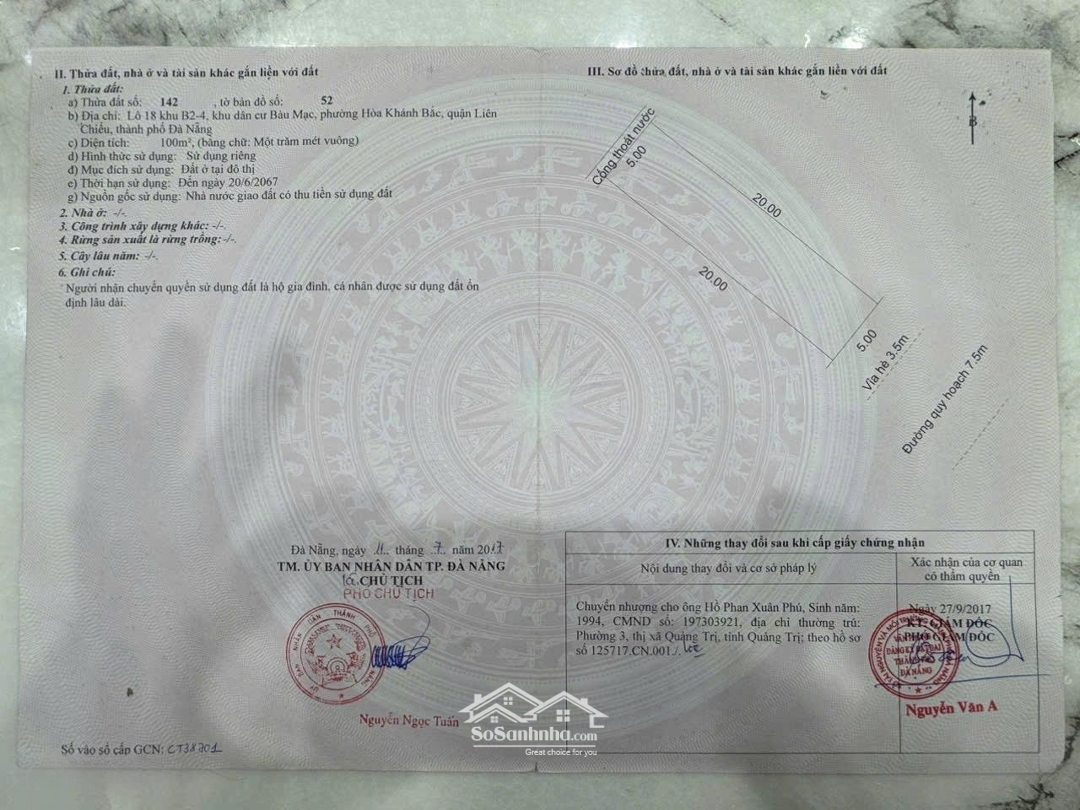 II. Thửa đất, nhà ở và tài sản khác gắn liền với đất
1. Thửa đất:
a) Thửa đất số: 142 , tờ bản đồ số: 52
b) Địa chỉ: Lô 18 khu B2-4, khu dân cư Bàu Mạc, phường Hòa Khánh Bắc, quận Liên
Chiểu, thành phố Đà Nẵng
c) Diện tích: 100m², (bằng chữ: Một trăm mét vuông)
d) Hình thức sử dụng: Sử dụng riêng
đ) Mục đích sử dụng: Đất ở tại đô thị
e) Thời hạn sử dụng: Đến ngày 20/6/2067
g) Nguồn gốc sử dụng: Nhà nước giao đất có thu tiền sử dụng đất
2. Nhà ở: -/-
3. Công trình xây dựng khác: -/-.
4. Rừng sản xuất là rừng trồng:-/-.
5. Cây lâu năm: -/-.
6. Ghi chú:
Người nhận chuyển quyền sử dụng đất là hộ gia đình, cá nhân được sử dụng đất ổn
định lâu dài.
Đà Nẵng, ngày 11 tháng 7 năm 2017
TM. ỦY BAN NHÂN DÂN TP. ĐÀ NẴNG
CHỦ TỊCH
PHÓ CHỦ TỊCH
Nguyễn Ngọc Tuấn
Số vào sổ cấp GCN: CT38701
III. Sơ đồ thửa đất, nhà ở và tài sản khác gắn liền với đất
B
Cống thoát nước
5.00
20.00
20.00
5.00
Vỉa hè 3.5m
Đường quy hoạch 7.5m
IV. Những thay đổi sau khi cấp giấy chứng nhận
Nội dung thay đổi và cơ sở pháp lý
Xác nhận của cơ quan
có thẩm quyền
Chuyển nhượng cho ông Hồ Phan Xuân Phú, Sinh năm:
1994, CMND số: 197303921, địa chỉ thường trú:
Phường 3, thị xã Quảng Trị, tỉnh Quảng Trị; theo hồ sơ
số 125717.CN.001./.
Ngày 27/9/2017
KT. GIÁM ĐỐC
PHÓ GIÁM ĐỐC
ĐĂNG KÝ ĐẤT ĐAI
THÀNH PHỐ
ĐÀ NẴNG
Nguyễn Văn A
SoSanhnha.com
Great choice for you